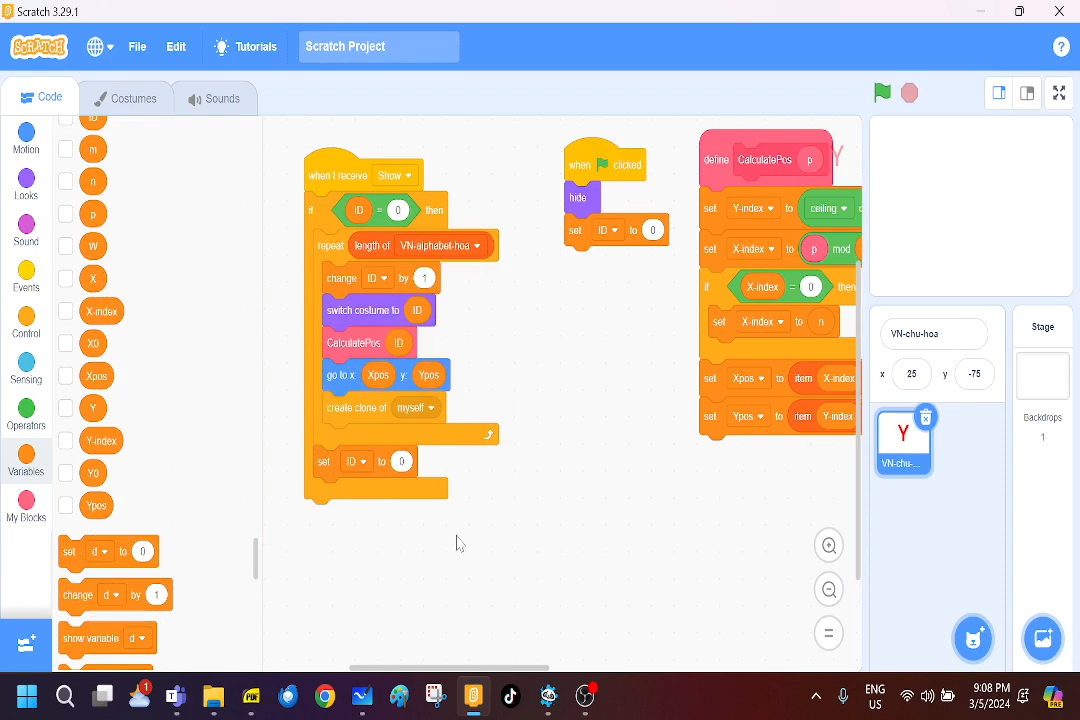 Scratch 3.29.1
SCRATCH
File
Edit
Tutorials
Scratch Project
Code
Costumes
Sounds
Motion
Looks
Sound
Events
Control
Sensing
Operators
Variables
My Blocks
ID
m
n
p
W
X
X-index
X0
Xpos
Y
Y-index
Y0
Ypos
set d to 0
change d by 1
show variable d
when I receive Show
if ID = 0 then
repeat length of VN-alphabet-hoa
change ID by 1
switch costume to ID
CalculatePos ID
go to x: Xpos y: Ypos
create clone of myself
set ID to 0
when clicked
hide
set ID to 0
define CalculatePos p
set Y-index to ceiling
set X-index to p mod
if X-index = 0 then
set X-index to n
set Xpos to item X-index
set Ypos to item Y-index
Y
VN-chu-hoa
x 25 y -75
Y
VN-chu-...
Stage
Backdrops
1
1
PDF
ENG
US
9:08 PM
3/5/2024
PRE